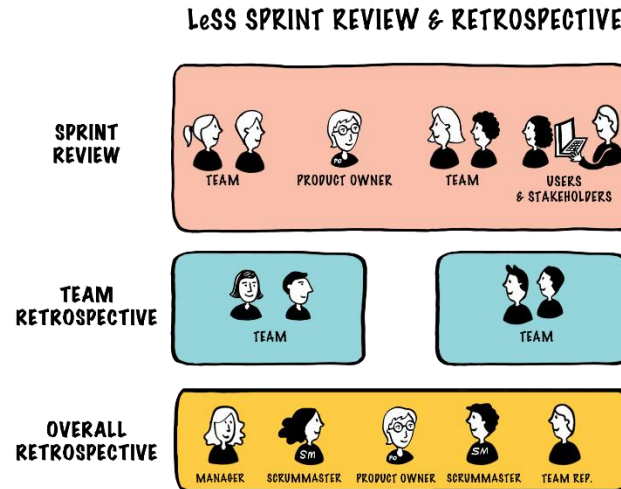 LeSS SPRINT REVIEW & RETROSPECTIVE
SPRINT
REVIEW
TEAM
PO
PRODUCT OWNER
TEAM
USERS
& STAKEHOLDERS
TEAM
RETROSPECTIVE
TEAM
TEAM
OVERALL
RETROSPECTIVE
MANAGER
SM
SCRUMMASTER
PO
PRODUCT OWNER
SM
SCRUMMASTER
TEAM REP.